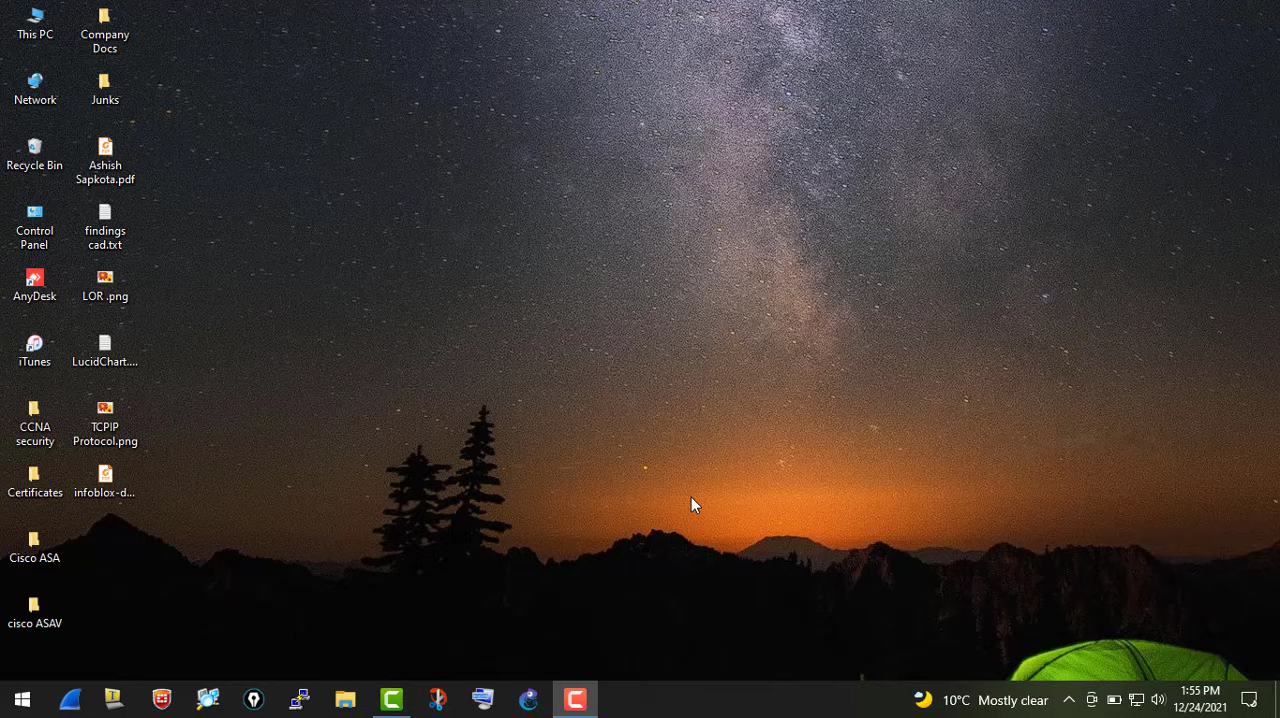 This PC
Company
Docs
Network
Junks
Recycle Bin
Ashish
Sapkota.pdf
Control
Panel
findings
cad.txt
AnyDesk
LOR .png
iTunes
LucidChart....
CCNA
security
TCPIP
Protocol.png
Certificates
infoblox-d...
Cisco ASA
cisco ASAV
10°C Mostly clear
1:55 PM
12/24/2021